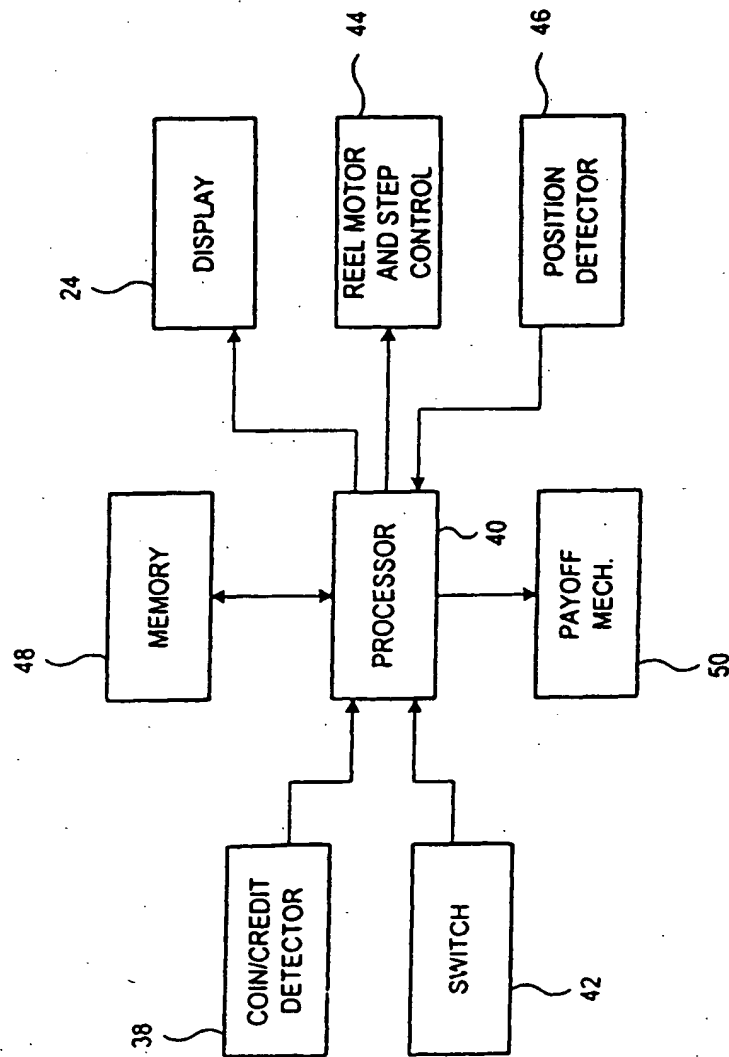 48
MEMORY
24
DISPLAY
38
COIN/CREDIT
DETECTOR
PROCESSOR
40
44
REEL MOTOR
AND STEP
CONTROL
SWITCH
42
PAYOFF
MECH.
50
46
POSITION
DETECTOR